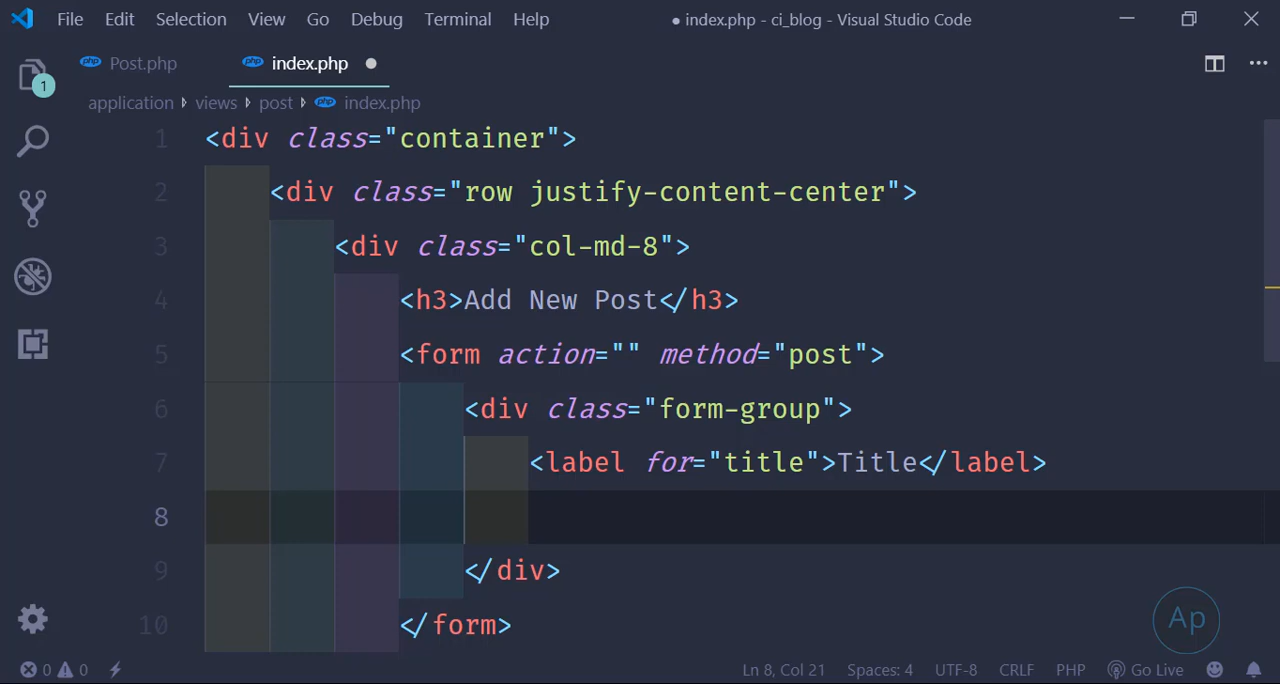 File Edit Selection View Go Debug Terminal Help ● index.php - ci_blog - Visual Studio Code
php Post.php php index.php ●
1
application views post php index.php
1 <div class="container">
2 <div class="row justify-content-center">
3 <div class="col-md-8">
4 <h3>Add New Post</h3>
5 <form action="" method="post">
6 <div class="form-group">
7 <label for="title">Title</label>
8
9 </div>
10 </form>
Ap
0 0 Ln 8, Col 21 Spaces: 4 UTF-8 CRLF PHP Go Live